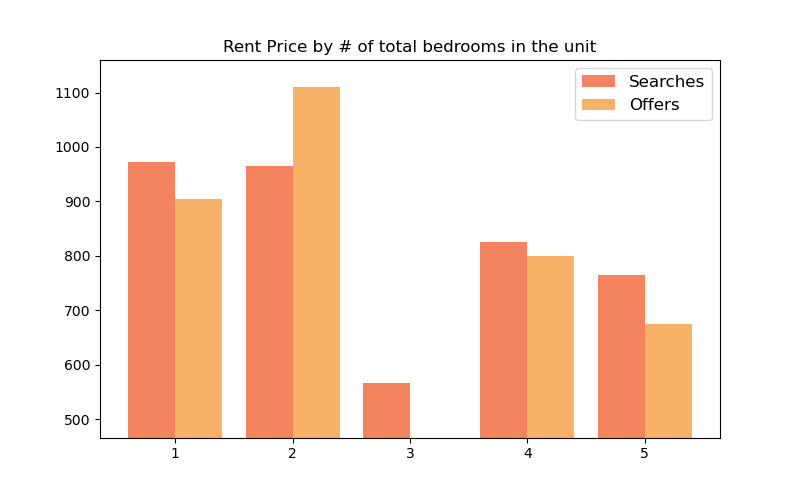 Rent Price by # of total bedrooms in the unit
Searches
Offers
1100
1000
900
800
700
600
500
1 2 3 4 5